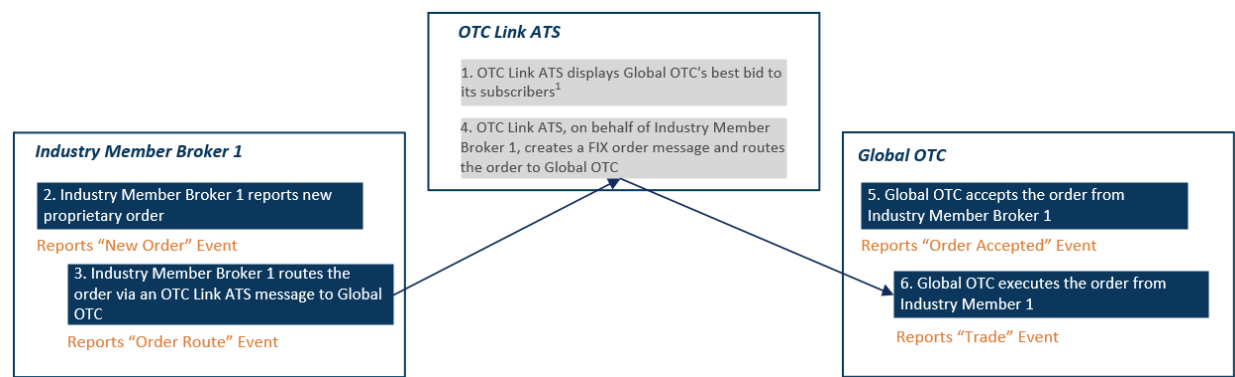 OTC Link ATS
1. OTC Link ATS displays Global OTC's best bid to
its subscribers1
4. OTC Link ATS, on behalf of Industry Member
Broker 1, creates a FIX order message and routes
the order to Global OTC
Industry Member Broker 1
2. Industry Member Broker 1 reports new
proprietary order
Reports “New Order” Event
3. Industry Member Broker 1 routes the
order via an OTC Link ATS message to Global
OTC
Reports “Order Route” Event
Global OTC
5. Global OTC accepts the order from
Industry Member Broker 1
Reports “Order Accepted” Event
6. Global OTC executes the order from
Industry Member 1
Reports “Trade” Event